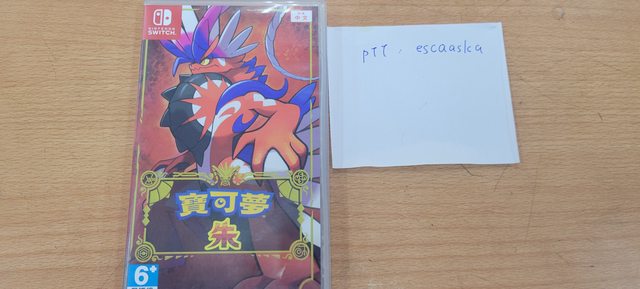 NINTENDO
SWITCH
中文
寶可夢
朱
6+
ptt , escaaska